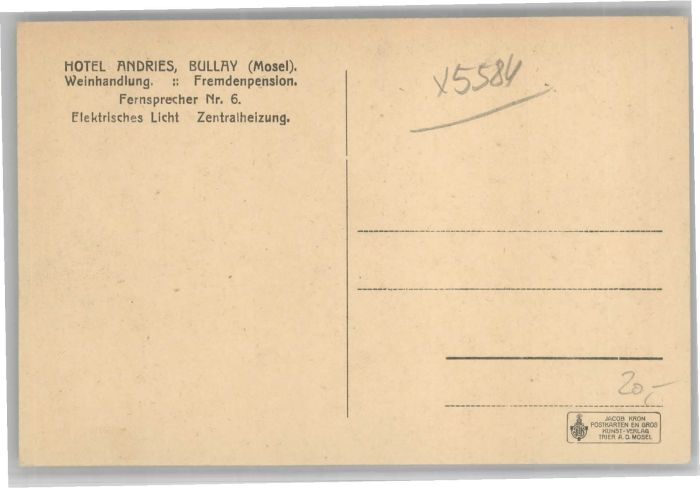 HOTEL ANDRIES, BULLAY (Mosel).
Weinhandlung. :: Fremdenpension.
Fernsprecher Nr. 6.
Elektrisches Licht Zentralheizung.
x5584
20,-
JACOB KRON
POSTKARTEN EN GROS
KUNST-VERLAG
TRIER A. D. MOSEL